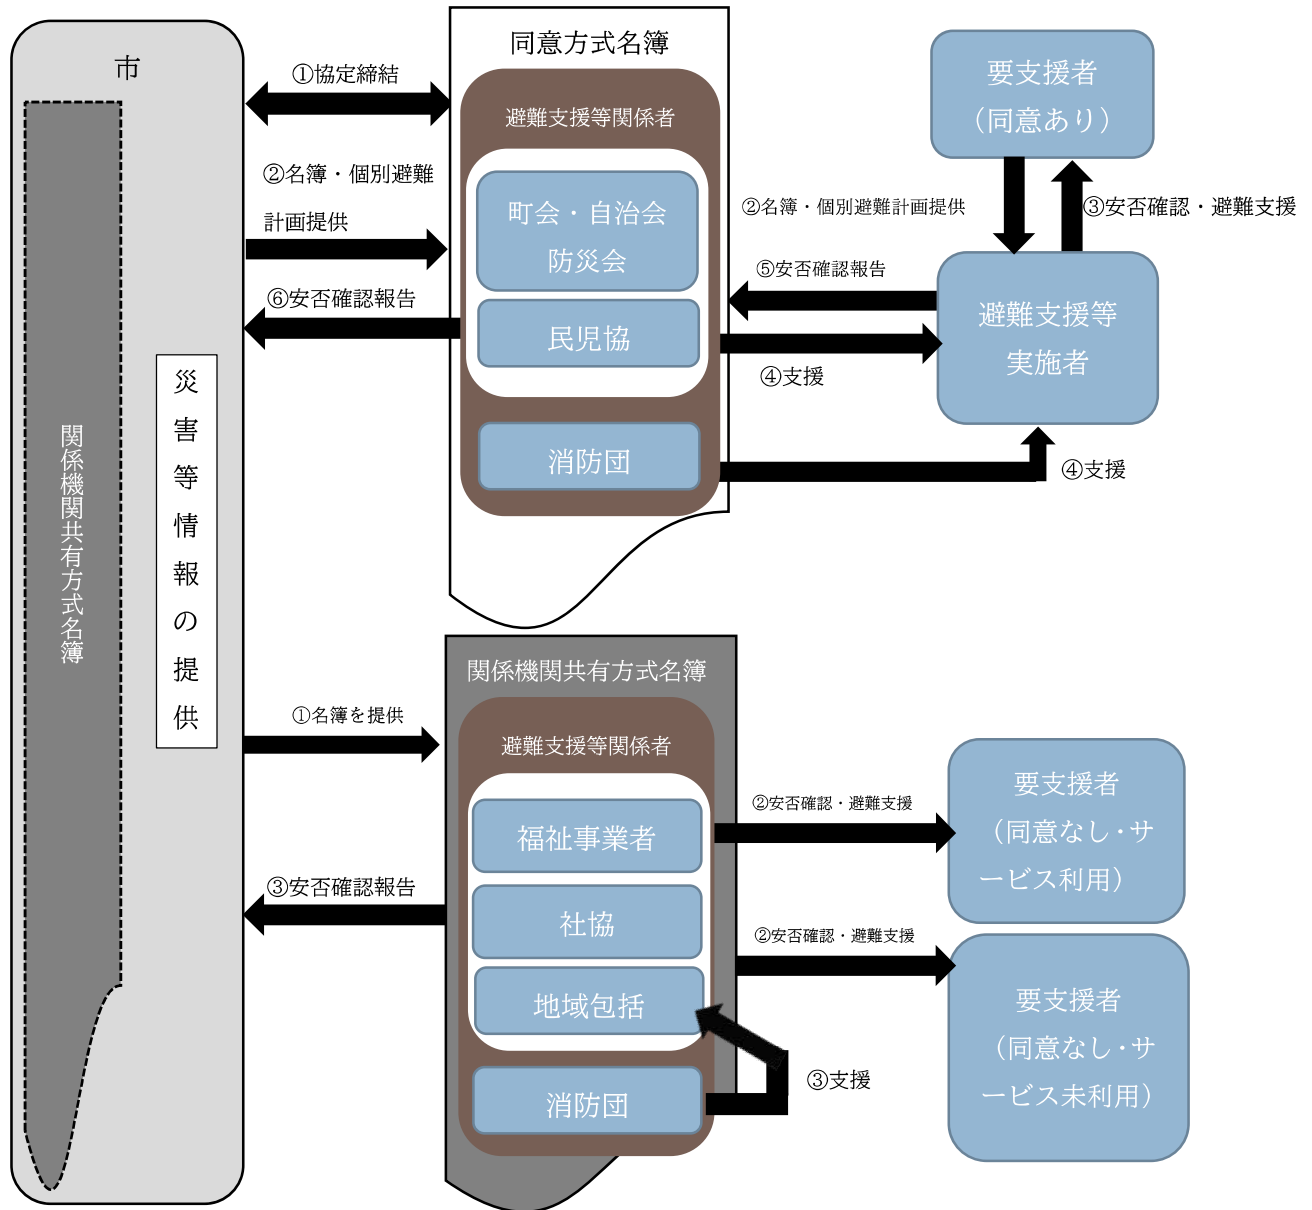 市
関係機関共有方式名簿
災害等情報の提供
①協定締結
②名簿・個別避難
計画提供
⑥安否確認報告
同意方式名簿
避難支援等関係者
町会・自治会
防災会
民児協
消防団
要支援者
（同意あり）
②名簿・個別避難計画提供
③安否確認・避難支援
⑤安否確認報告
避難支援等
実施者
④支援
④支援
①名簿を提供
③安否確認報告
関係機関共有方式名簿
避難支援等関係者
福祉事業者
社協
地域包括
消防団
③支援
②安否確認・避難支援
②安否確認・避難支援
要支援者
（同意なし・サ
ービス利用）
要支援者
（同意なし・サ
ービス未利用）